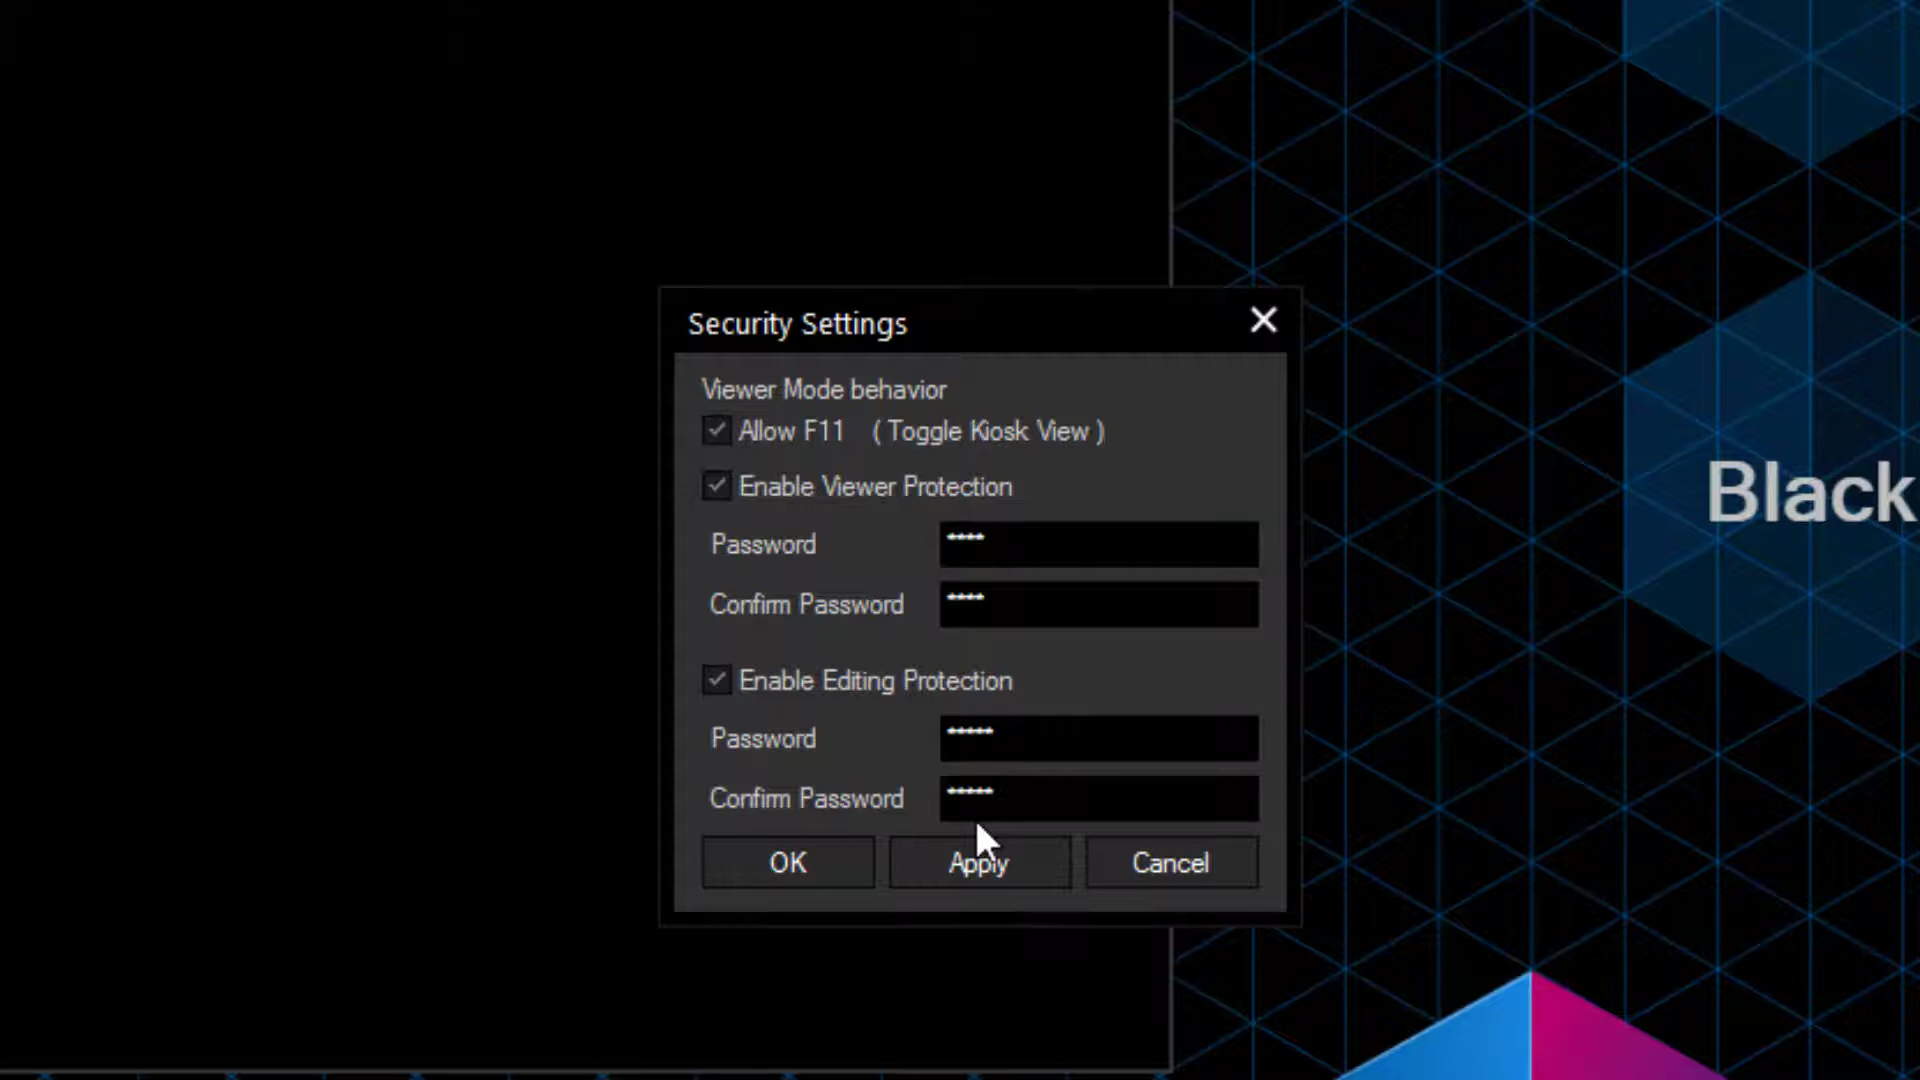 Security Settings
Viewer Mode behavior
Allow F11 ( Toggle Kiosk View )
Enable Viewer Protection
Password ****
Confirm Password ****
Enable Editing Protection
Password *****
Confirm Password *****
OK Apply Cancel
Black